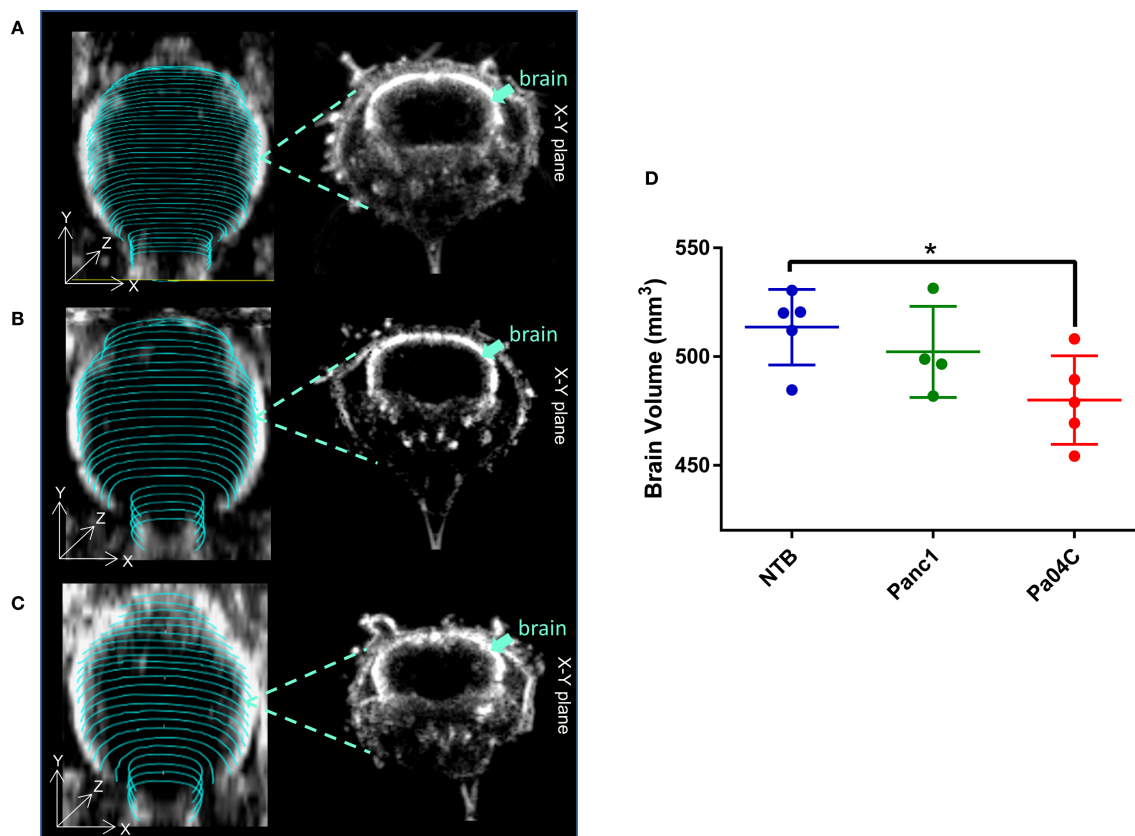 A
brain
X-Y plane
Y
Z
X
B
brain
X-Y plane
Y
Z
X
C
brain
X-Y plane
Y
Z
X
D
*
Brain Volume (mm³)
550
500
450
NTB
Panc1
Pa04C